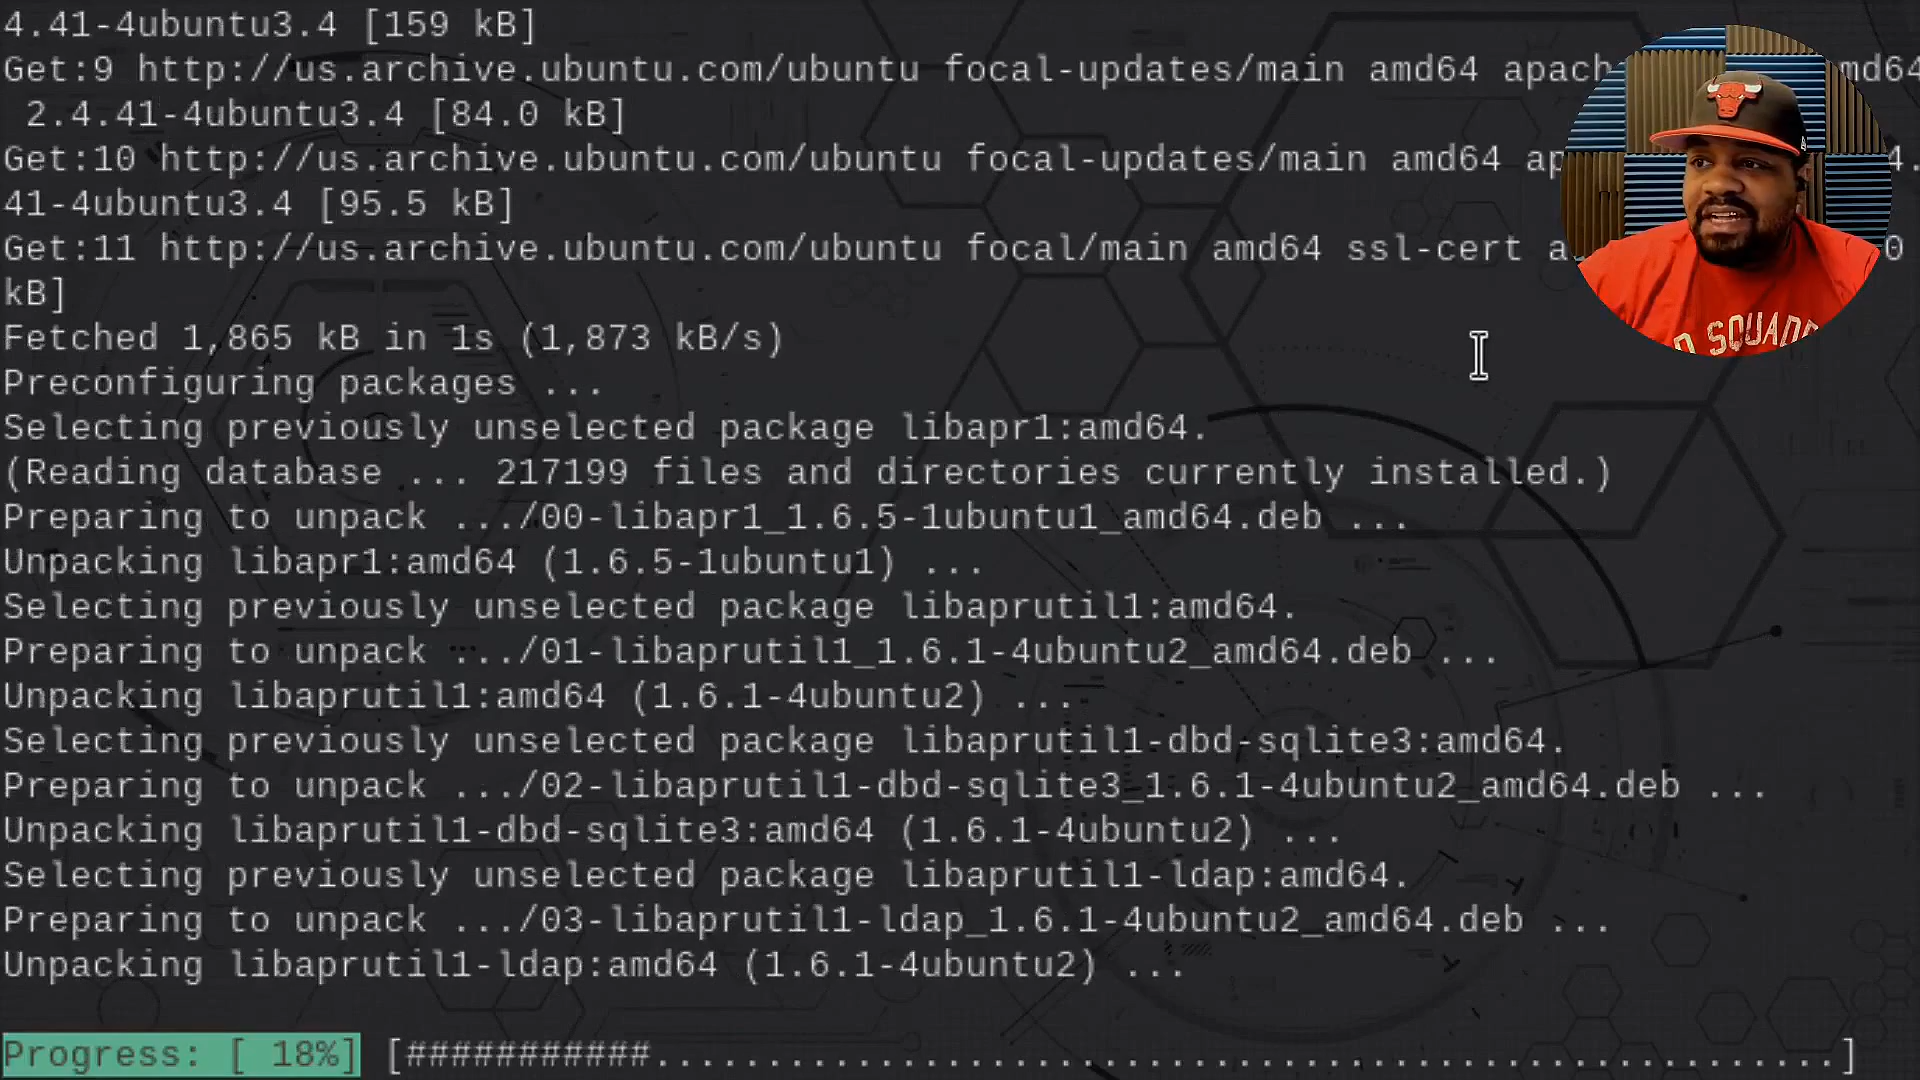 4.41-4ubuntu3.4 [159 kB]
Get:9 http://us.archive.ubuntu.com/ubuntu focal-updates/main amd64 apach md64
2.4.41-4ubuntu3.4 [84.0 kB]
Get:10 http://us.archive.ubuntu.com/ubuntu focal-updates/main amd64 ap 4.
41-4ubuntu3.4 [95.5 kB]
Get:11 http://us.archive.ubuntu.com/ubuntu focal/main amd64 ssl-cert a 0
kB]
Fetched 1,865 kB in 1s (1,873 kB/s)
Preconfiguring packages ...
Selecting previously unselected package libapr1:amd64.
(Reading database ... 217199 files and directories currently installed.)
Preparing to unpack .../00-libapr1_1.6.5-1ubuntu1_amd64.deb ...
Unpacking libapr1:amd64 (1.6.5-1ubuntu1) ...
Selecting previously unselected package libaprutil1:amd64.
Preparing to unpack .../01-libaprutil1_1.6.1-4ubuntu2_amd64.deb ...
Unpacking libaprutil1:amd64 (1.6.1-4ubuntu2) ...
Selecting previously unselected package libaprutil1-dbd-sqlite3:amd64.
Preparing to unpack .../02-libaprutil1-dbd-sqlite3_1.6.1-4ubuntu2_amd64.deb ...
Unpacking libaprutil1-dbd-sqlite3:amd64 (1.6.1-4ubuntu2) ...
Selecting previously unselected package libaprutil1-ldap:amd64.
Preparing to unpack .../03-libaprutil1-ldap_1.6.1-4ubuntu2_amd64.deb ...
Unpacking libaprutil1-ldap:amd64 (1.6.1-4ubuntu2) ...
Progress: [ 18%] [###########.....................................................]
SQUAD